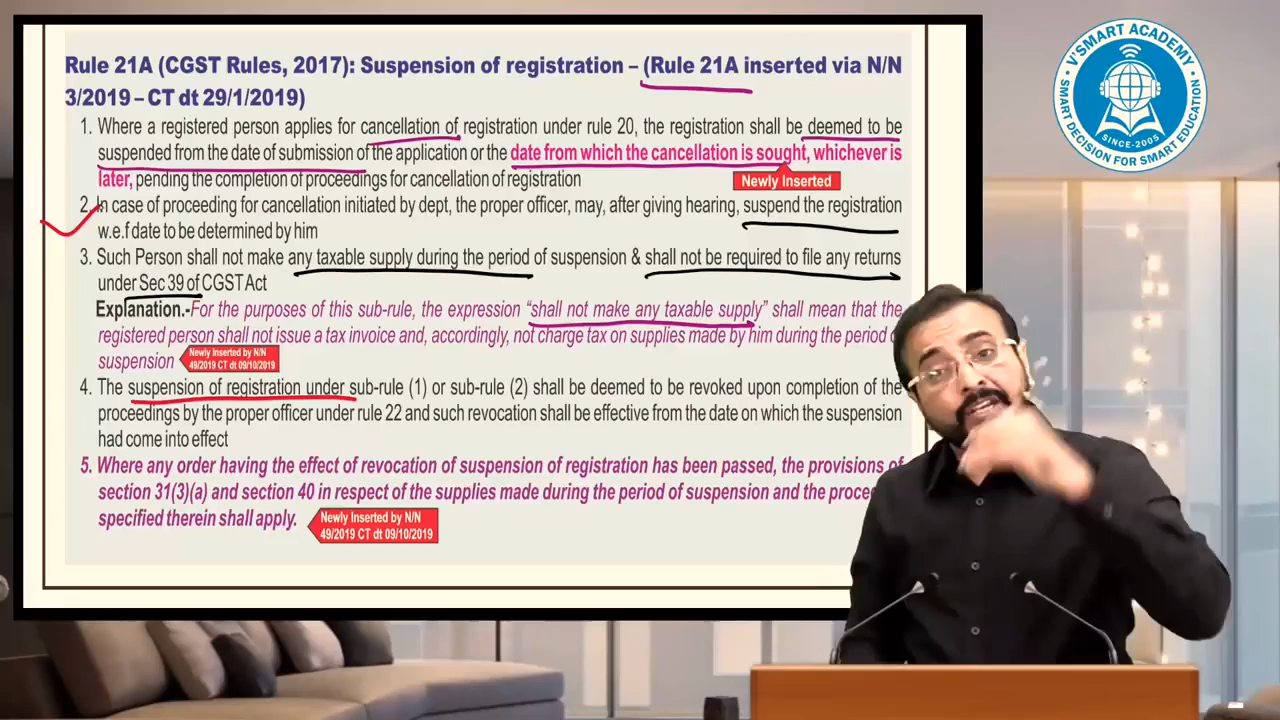 Rule 21A (CGST Rules, 2017): Suspension of registration – (Rule 21A inserted via N/N
3/2019 – CT dt 29/1/2019)
1. Where a registered person applies for cancellation of registration under rule 20, the registration shall be deemed to be
suspended from the date of submission of the application or the date from which the cancellation is sought, whichever is
later, pending the completion of proceedings for cancellation of registration
Newly Inserted
2. In case of proceeding for cancellation initiated by dept, the proper officer, may, after giving hearing, suspend the registration
w.e.f date to be determined by him
3. Such Person shall not make any taxable supply during the period of suspension & shall not be required to file any returns
under Sec 39 of CGST Act
Explanation.-For the purposes of this sub-rule, the expression “shall not make any taxable supply” shall mean that the
registered person shall not issue a tax invoice and, accordingly, not charge tax on supplies made by him during the period
suspension
Newly Inserted by N/N
49/2019 CT dt 09/10/2019
4. The suspension of registration under sub-rule (1) or sub-rule (2) shall be deemed to be revoked upon completion of the
proceedings by the proper officer under rule 22 and such revocation shall be effective from the date on which the suspension
had come into effect
5. Where any order having the effect of revocation of suspension of registration has been passed, the provisions of
section 31(3)(a) and section 40 in respect of the supplies made during the period of suspension and the
specified therein shall apply.
Newly Inserted by N/N
49/2019 CT dt 09/10/2019
V'SMART ACADEMY
SINCE-2005
SMART DECISION FOR SMART EDUCATION